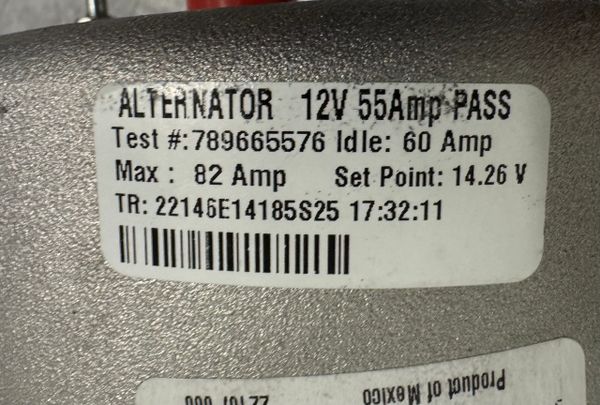 ALTERNATOR 12V 55Amp PASS
Test #:789665576 Idle: 60 Amp
Max : 82 Amp Set Point: 14.26 V
TR: 22146E14185S25 17:32:11
Product of Mexico